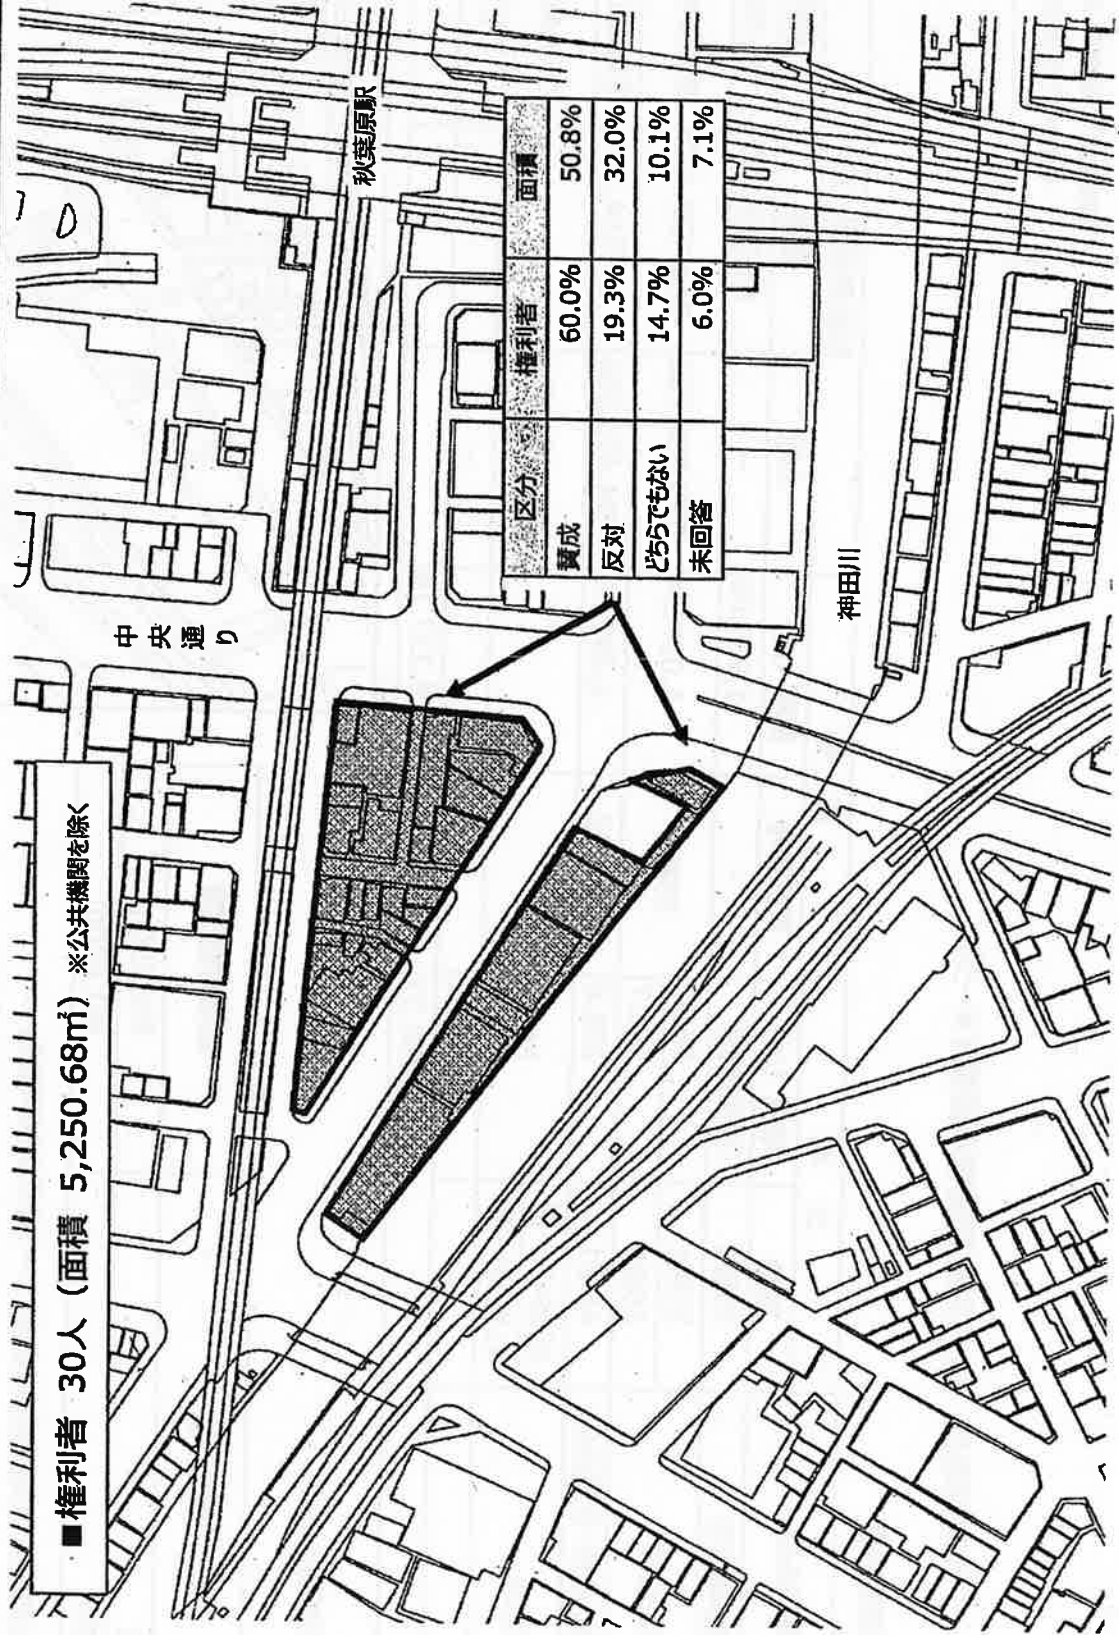 ■権利者 30人（面積 5,250.68㎡）※公共機関を除く
中央通り
秋葉原駅
区分 権利者 面積
賛成 60.0% 50.8%
反対 19.3% 32.0%
どちらでもない 14.7% 10.1%
未回答 6.0% 7.1%
神田川